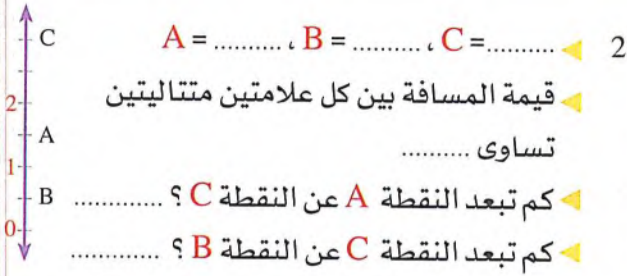 2
A = .......... ، B = .......... ، C =..........
قيمة المسافة بين كل علامتين متتاليتين
تساوى ..........
كم تبعد النقطة A عن النقطة C ؟ .............
كم تبعد النقطة C عن النقطة B ؟ .............
C
2
A
1
B
0